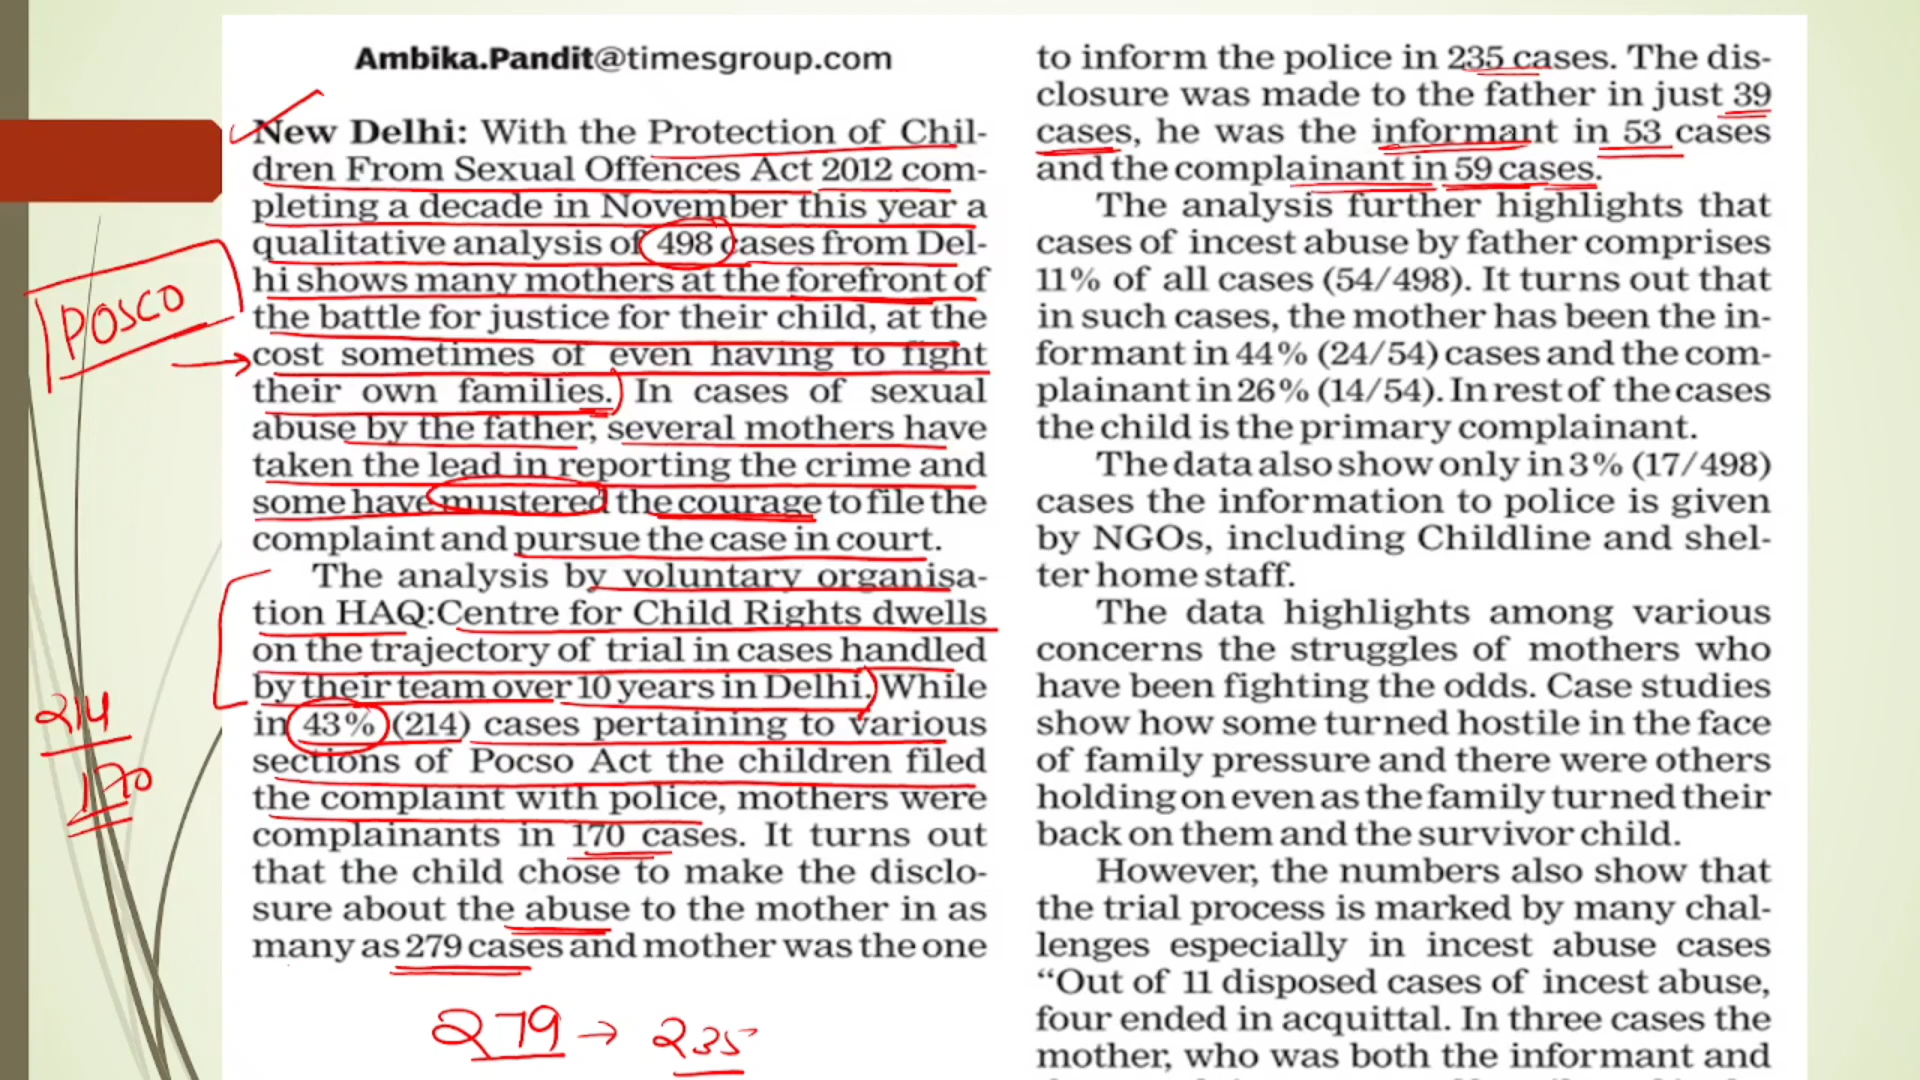 Ambika.Pandit@timesgroup.com
New Delhi: With the Protection of Chil-
dren From Sexual Offences Act 2012 com-
pleting a decade in November this year a
qualitative analysis of 498 cases from Del-
hi shows many mothers at the forefront of
the battle for justice for their child, at the
cost sometimes of even having to fight
their own families. In cases of sexual
abuse by the father, several mothers have
taken the lead in reporting the crime and
some have mustered the courage to file the
complaint and pursue the case in court.
The analysis by voluntary organisa-
tion HAQ:Centre for Child Rights dwells
on the trajectory of trial in cases handled
by their team over 10 years in Delhi. While
in 43% (214) cases pertaining to various
sections of Pocso Act the children filed
the complaint with police, mothers were
complainants in 170 cases. It turns out
that the child chose to make the disclo-
sure about the abuse to the mother in as
many as 279 cases and mother was the one
to inform the police in 235 cases. The dis-
closure was made to the father in just 39
cases, he was the informant in 53 cases
and the complainant in 59 cases.
The analysis further highlights that
cases of incest abuse by father comprises
11% of all cases (54/498). It turns out that
in such cases, the mother has been the in-
formant in 44% (24/54) cases and the com-
plainant in 26% (14/54). In rest of the cases
the child is the primary complainant.
The data also show only in 3% (17/498)
cases the information to police is given
by NGOs, including Childline and shel-
ter home staff.
The data highlights among various
concerns the struggles of mothers who
have been fighting the odds. Case studies
show how some turned hostile in the face
of family pressure and there were others
holding on even as the family turned their
back on them and the survivor child.
However, the numbers also show that
the trial process is marked by many chal-
lenges especially in incest abuse cases
“Out of 11 disposed cases of incest abuse,
four ended in acquittal. In three cases the
mother, who was both the informant and
POSCO
214
170
279 → 235